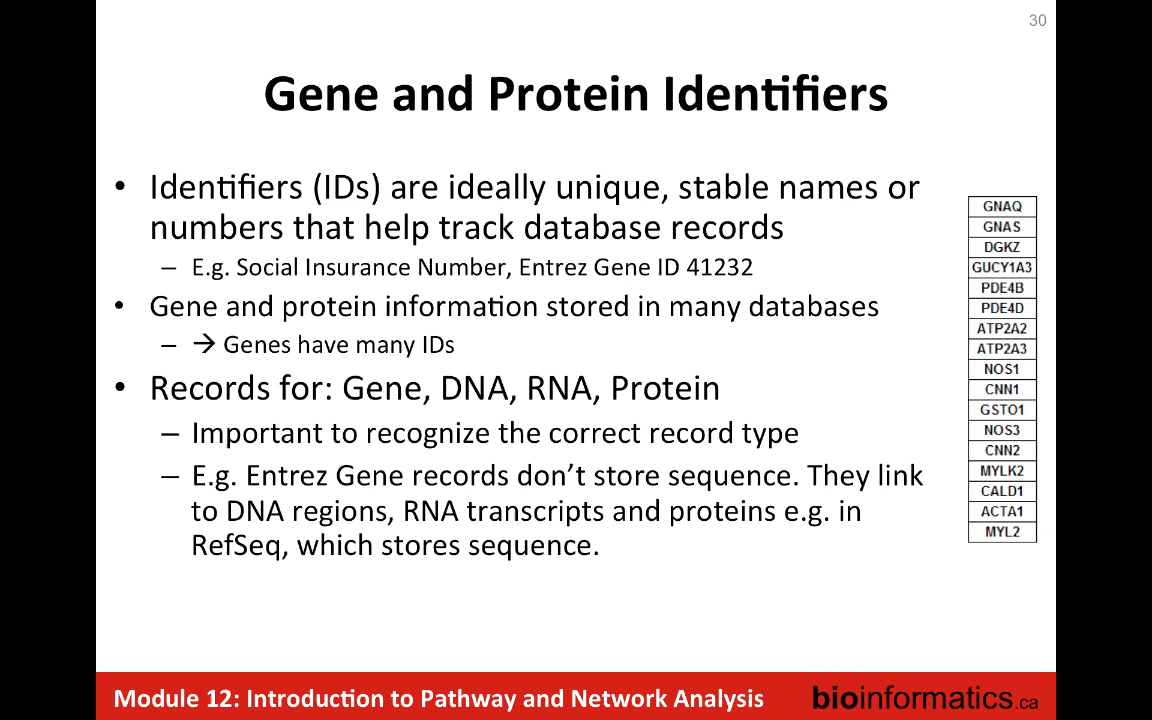 30
Gene and Protein Identifiers
• Identifiers (IDs) are ideally unique, stable names or
numbers that help track database records
– E.g. Social Insurance Number, Entrez Gene ID 41232
• Gene and protein information stored in many databases
– → Genes have many IDs
• Records for: Gene, DNA, RNA, Protein
– Important to recognize the correct record type
– E.g. Entrez Gene records don’t store sequence. They link
to DNA regions, RNA transcripts and proteins e.g. in
RefSeq, which stores sequence.
GNAQ
GNAS
DGKZ
GUCY1A3
PDE4B
PDE4D
ATP2A2
ATP2A3
NOS1
CNN1
GSTO1
NOS3
CNN2
MYLK2
CALD1
ACTA1
MYL2
Module 12: Introduction to Pathway and Network Analysis
bioinformatics.ca